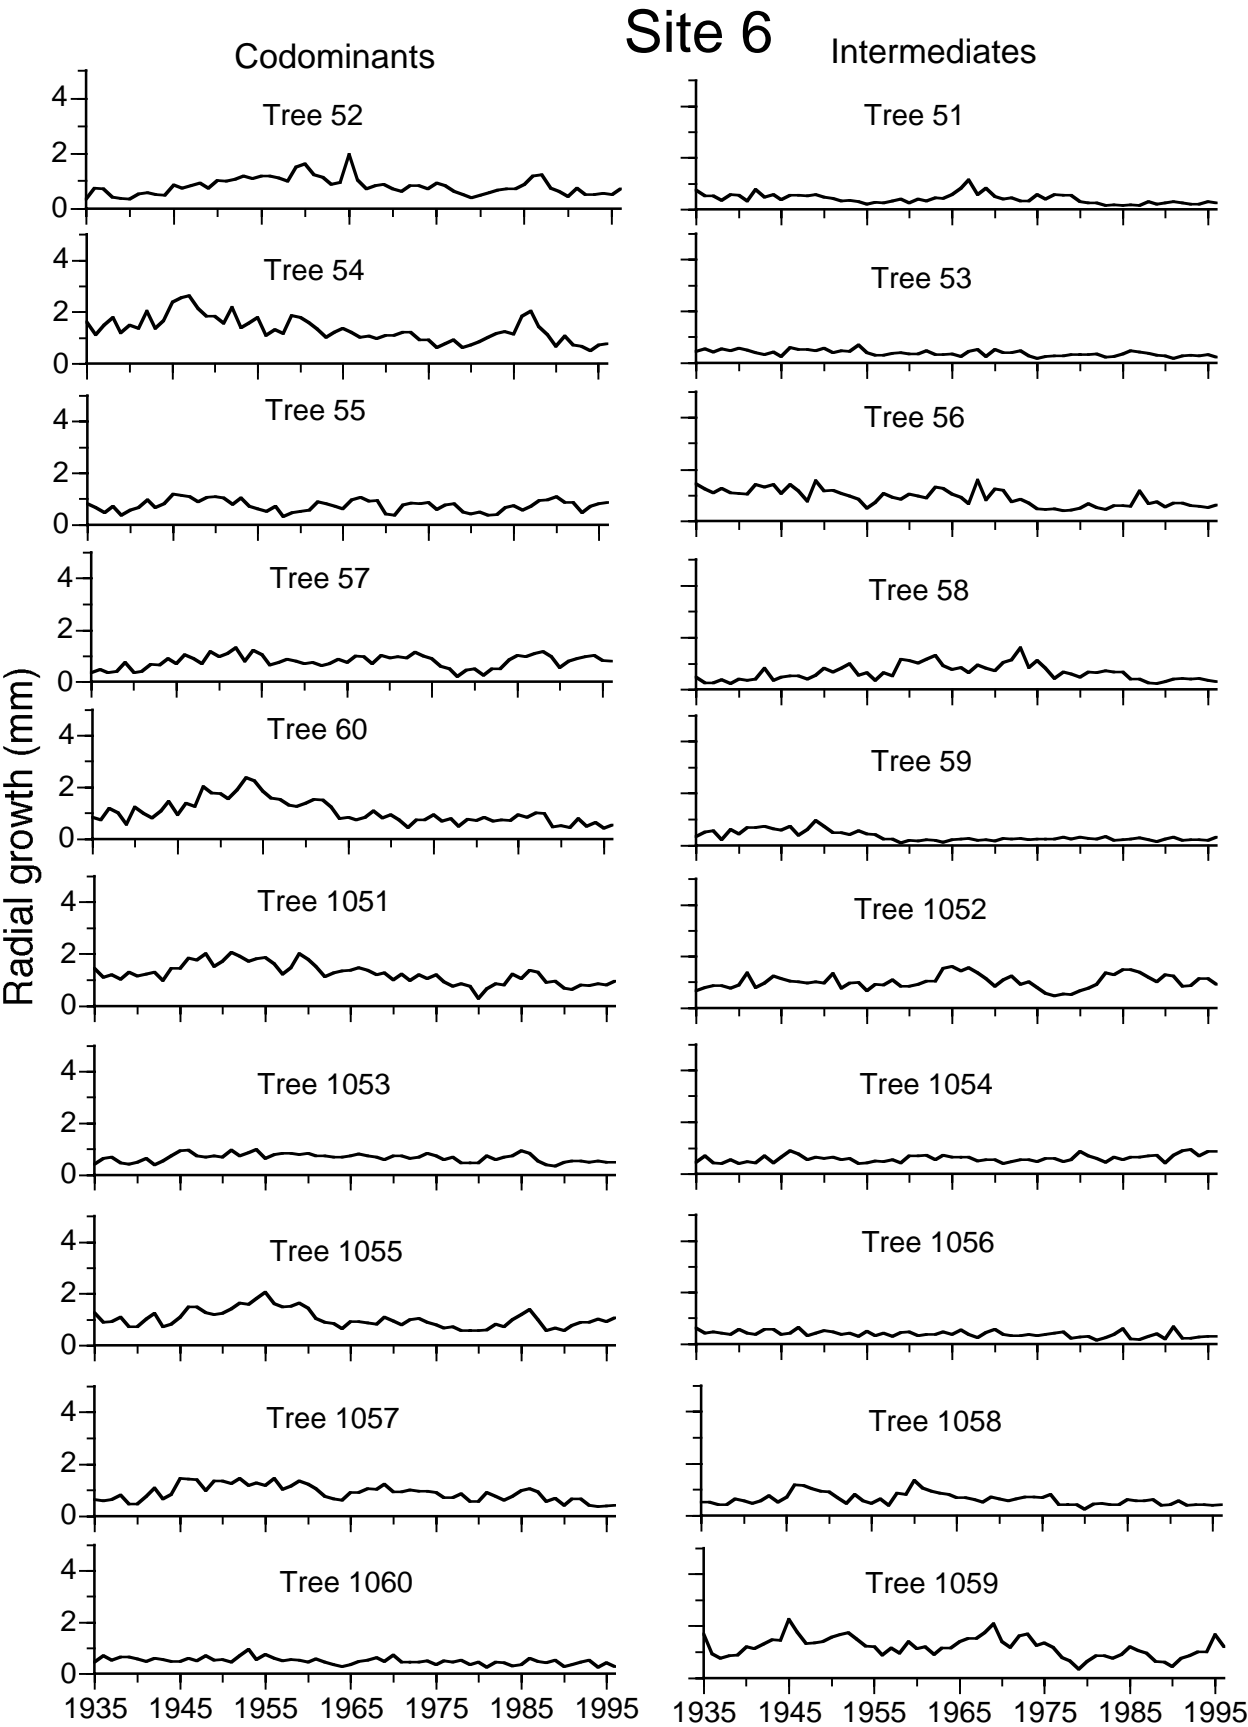 Site 6
Codominants
Intermediates
Radial growth (mm)
Tree 52
4
2
0
Tree 51
Tree 54
4
2
0
Tree 53
Tree 55
4
2
0
Tree 56
Tree 57
4
2
0
Tree 58
Tree 60
4
2
0
Tree 59
Tree 1051
4
2
0
Tree 1052
Tree 1053
4
2
0
Tree 1054
Tree 1055
4
2
0
Tree 1056
Tree 1057
4
2
0
Tree 1058
Tree 1060
4
2
0
Tree 1059
1935 1945 1955 1965 1975 1985 1995
1935 1945 1955 1965 1975 1985 1995